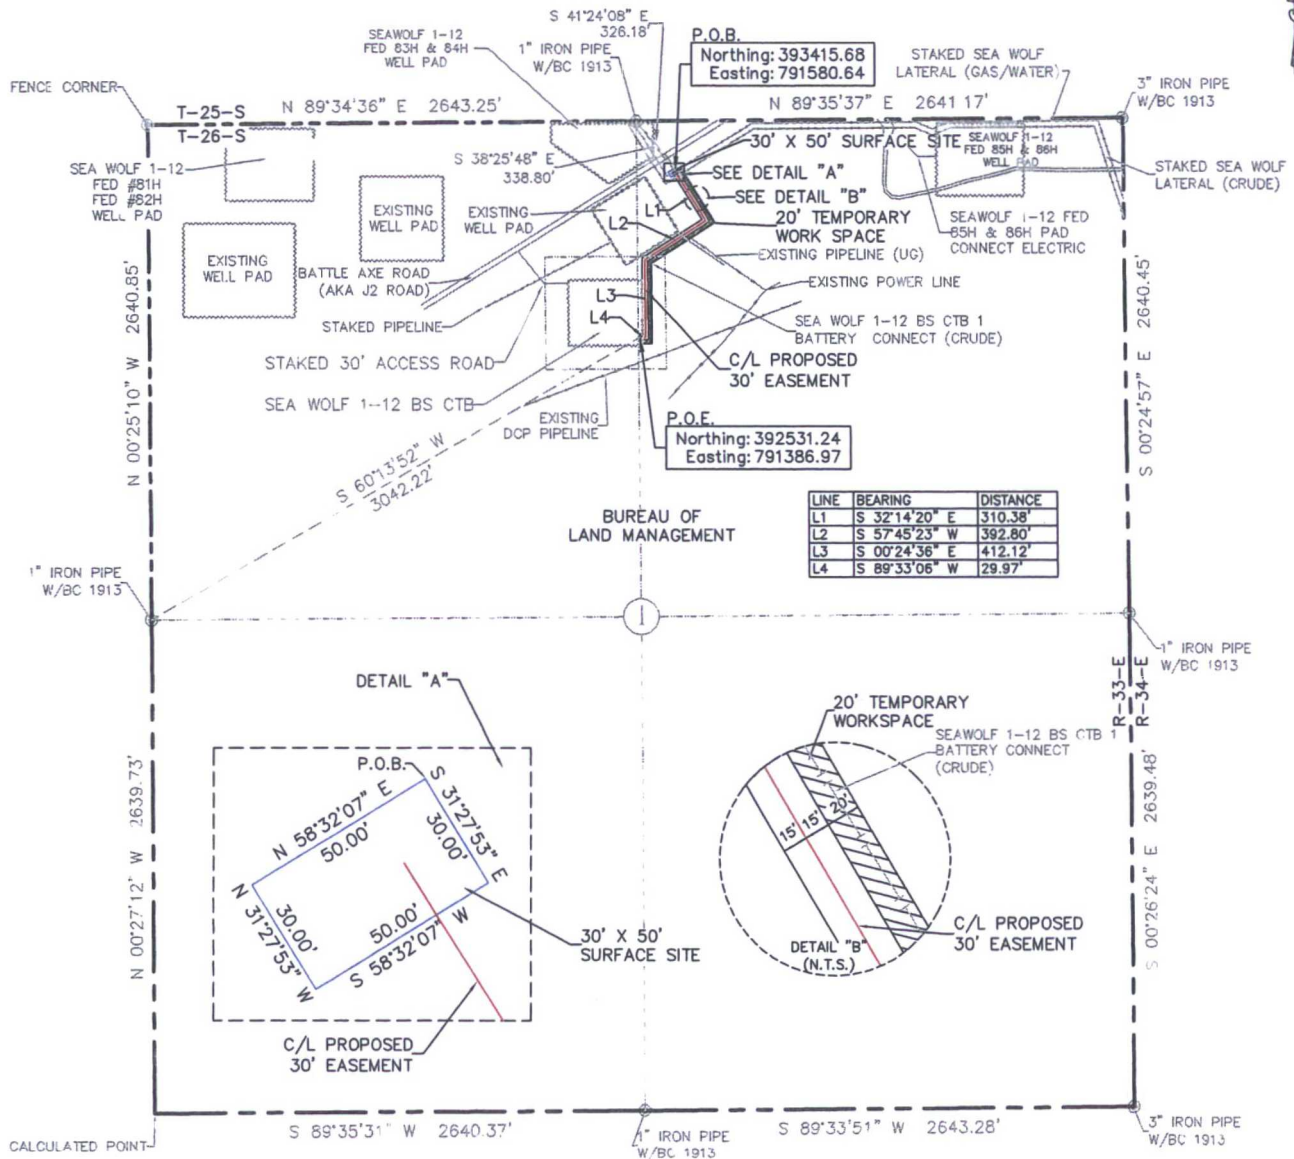 S 41°24'08" E
326.18'
SEAWOLF 1-12
FED 83H & 84H
WELL PAD
1" IRON PIPE
W/BC 1913
P.O.B.
Northing: 393415.68
Easting: 791580.64
STAKED SEA WOLF
LATERAL (GAS/WATER)
3" IRON PIPE
W/BC 1913
FENCE CORNER
T-25-S
T-26-S
N 89°34'36" E 2643.25'
N 89°35'37" E 2641.17'
SEA WOLF 1-12
FED #81H
FED #82H
WELL PAD
S 38°25'48" E
338.80'
30' X 50' SURFACE SITE
SEE DETAIL "A"
SEE DETAIL "B"
20' TEMPORARY
WORK SPACE
SEAWOLF 1-12
FED 85H & 86H
WELL PAD
STAKED SEA WOLF
LATERAL (CRUDE)
SEAWOLF 1-12 FED
85H & 86H PAD
CONNECT ELECTRIC
EXISTING
WELL PAD
EXISTING
WELL PAD
EXISTING
WELL PAD
L1
L2
L3
L4
EXISTING PIPELINE (UG)
EXISTING POWER LINE
BATTLE AXE ROAD
(AKA J2 ROAD)
STAKED PIPELINE
STAKED 30' ACCESS ROAD
SEA WOLF 1-12 BS CTB
SEA WOLF 1-12 BS CTB 1
BATTERY CONNECT (CRUDE)
C/L PROPOSED
30' EASEMENT
EXISTING
DCP PIPELINE
P.O.E.
Northing: 392531.24
Easting: 791386.97
N 00°25'10" W 2640.85'
S 00°24'57" E 2640.45'
S 60°13'52" W
3042.22'
BUREAU OF
LAND MANAGEMENT
LINE BEARING DISTANCE
L1 S 32°14'20" E 310.38'
L2 S 57°45'23" W 392.80'
L3 S 00°24'36" E 412.12'
L4 S 89°33'06" W 29.97'
1" IRON PIPE
W/BC 1913
1
1" IRON PIPE
W/BC 1913
R-33-E
R-34-E
DETAIL "A"
P.O.B.
N 58°32'07" E
50.00'
S 31°27'53" E
30.00'
N 31°27'53" W
30.00'
S 58°32'07" W
50.00'
30' X 50'
SURFACE SITE
C/L PROPOSED
30' EASEMENT
20' TEMPORARY
WORKSPACE
SEAWOLF 1-12 BS CTB 1
BATTERY CONNECT
(CRUDE)
15' 15' 20'
DETAIL "B"
(N.T.S.)
C/L PROPOSED
30' EASEMENT
N 00°27'12" W 2639.73'
S 00°26'24" E 2639.48'
CALCULATED POINT
S 89°35'31" W 2640.37'
1" IRON PIPE
W/BC 1913
S 89°33'51" W 2643.28'
3" IRON PIPE
W/BC 1913